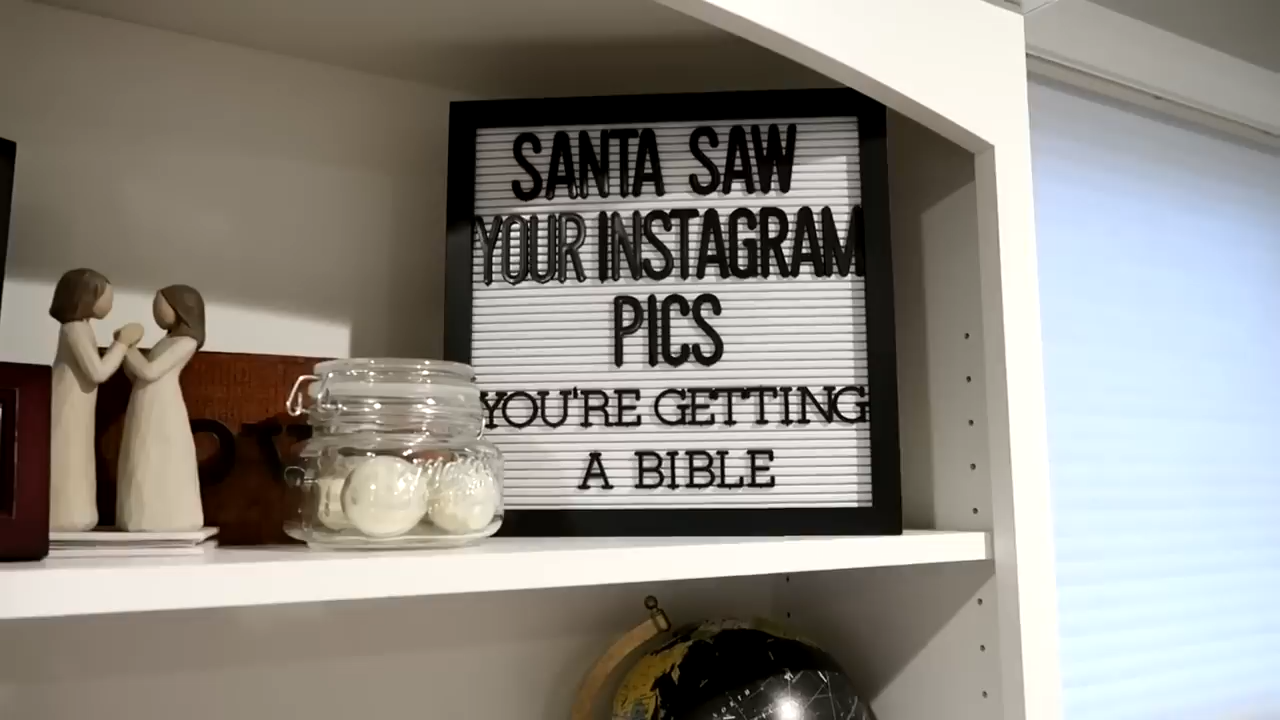 SANTA SAW
YOUR INSTAGRAM
PICS
YOU'RE GETTING
A BIBLE